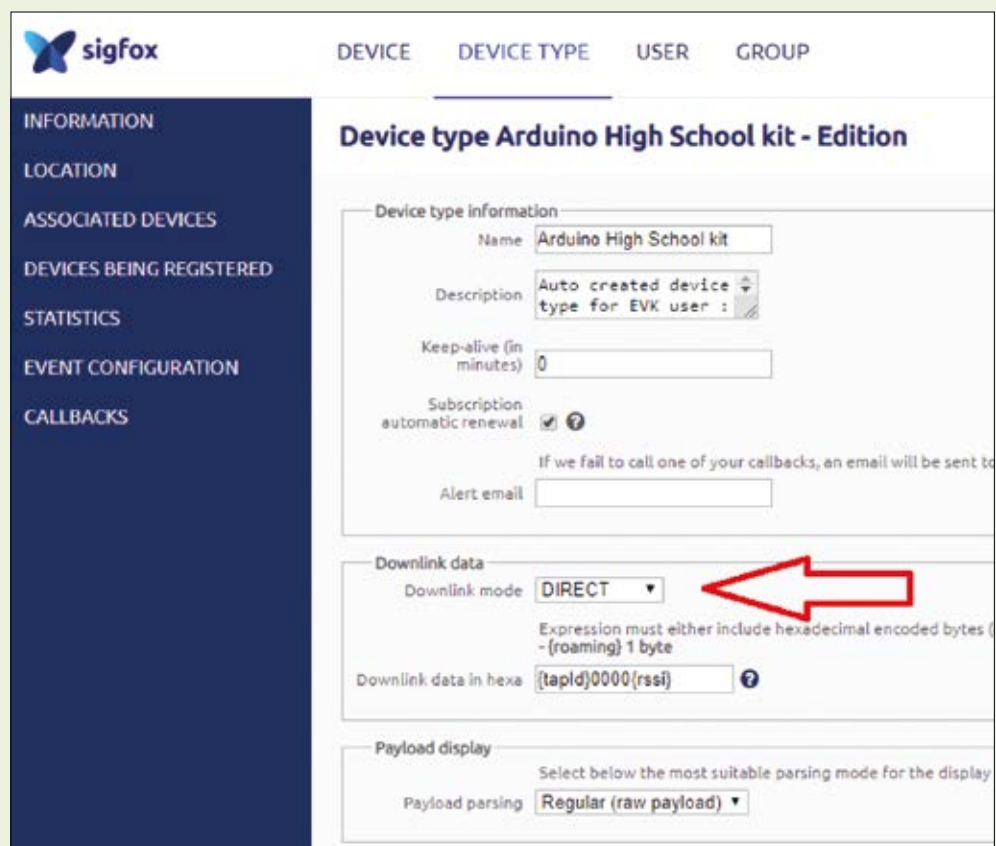 sigfox
DEVICE DEVICE TYPE USER GROUP
INFORMATION
LOCATION
ASSOCIATED DEVICES
DEVICES BEING REGISTERED
STATISTICS
EVENT CONFIGURATION
CALLBACKS
Device type Arduino High School kit - Edition
Device type information
Name Arduino High School kit
Description Auto created device
type for EVK user :
Keep-alive (in
minutes) 0
Subscription
automatic renewal
If we fail to call one of your callbacks, an email will be sent to
Alert email
Downlink data
Downlink mode DIRECT
Expression must either include hexadecimal encoded bytes (
- {roaming} 1 byte
Downlink data in hexa {tapId}0000{rssi}
Payload display
Select below the most suitable parsing mode for the display
Payload parsing Regular (raw payload)